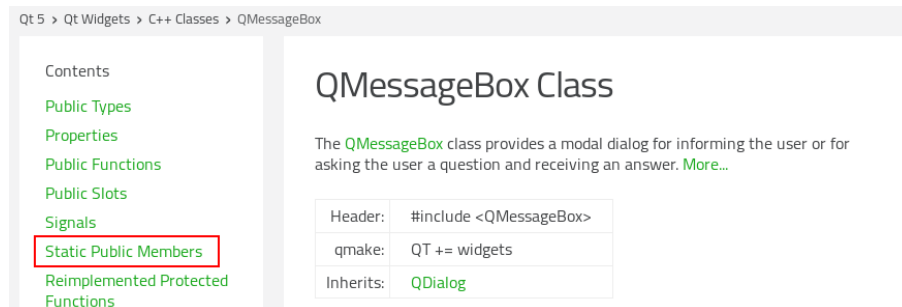 Qt 5 > Qt Widgets > C++ Classes > QMessageBox
Contents
Public Types
Properties
Public Functions
Public Slots
Signals
Static Public Members
Reimplemented Protected
Functions
QMessageBox Class
The QMessageBox class provides a modal dialog for informing the user or for
asking the user a question and receiving an answer. More...
Header: #include <QMessageBox>
qmake: QT += widgets
Inherits: QDialog